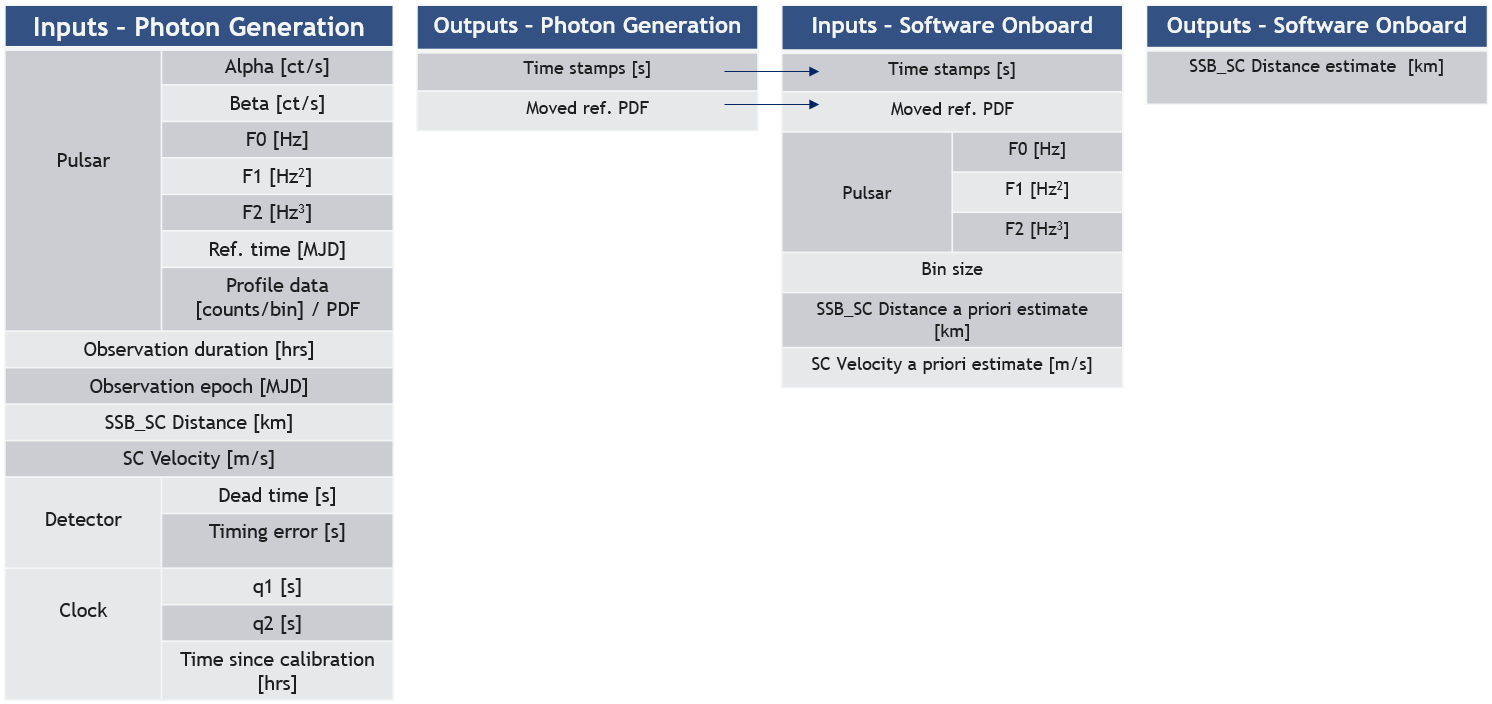 Inputs – Photon Generation
Pulsar
Alpha [ct/s]
Beta [ct/s]
F0 [Hz]
F1 [Hz²]
F2 [Hz³]
Ref. time [MJD]
Profile data
[counts/bin] / PDF
Observation duration [hrs]
Observation epoch [MJD]
SSB_SC Distance [km]
SC Velocity [m/s]
Detector
Dead time [s]
Timing error [s]
Clock
q1 [s]
q2 [s]
Time since calibration
[hrs]
Outputs – Photon Generation
Time stamps [s]
Moved ref. PDF
Inputs – Software Onboard
Time stamps [s]
Moved ref. PDF
Pulsar
F0 [Hz]
F1 [Hz²]
F2 [Hz³]
Bin size
SSB_SC Distance a priori estimate
[km]
SC Velocity a priori estimate [m/s]
Outputs – Software Onboard
SSB_SC Distance estimate [km]